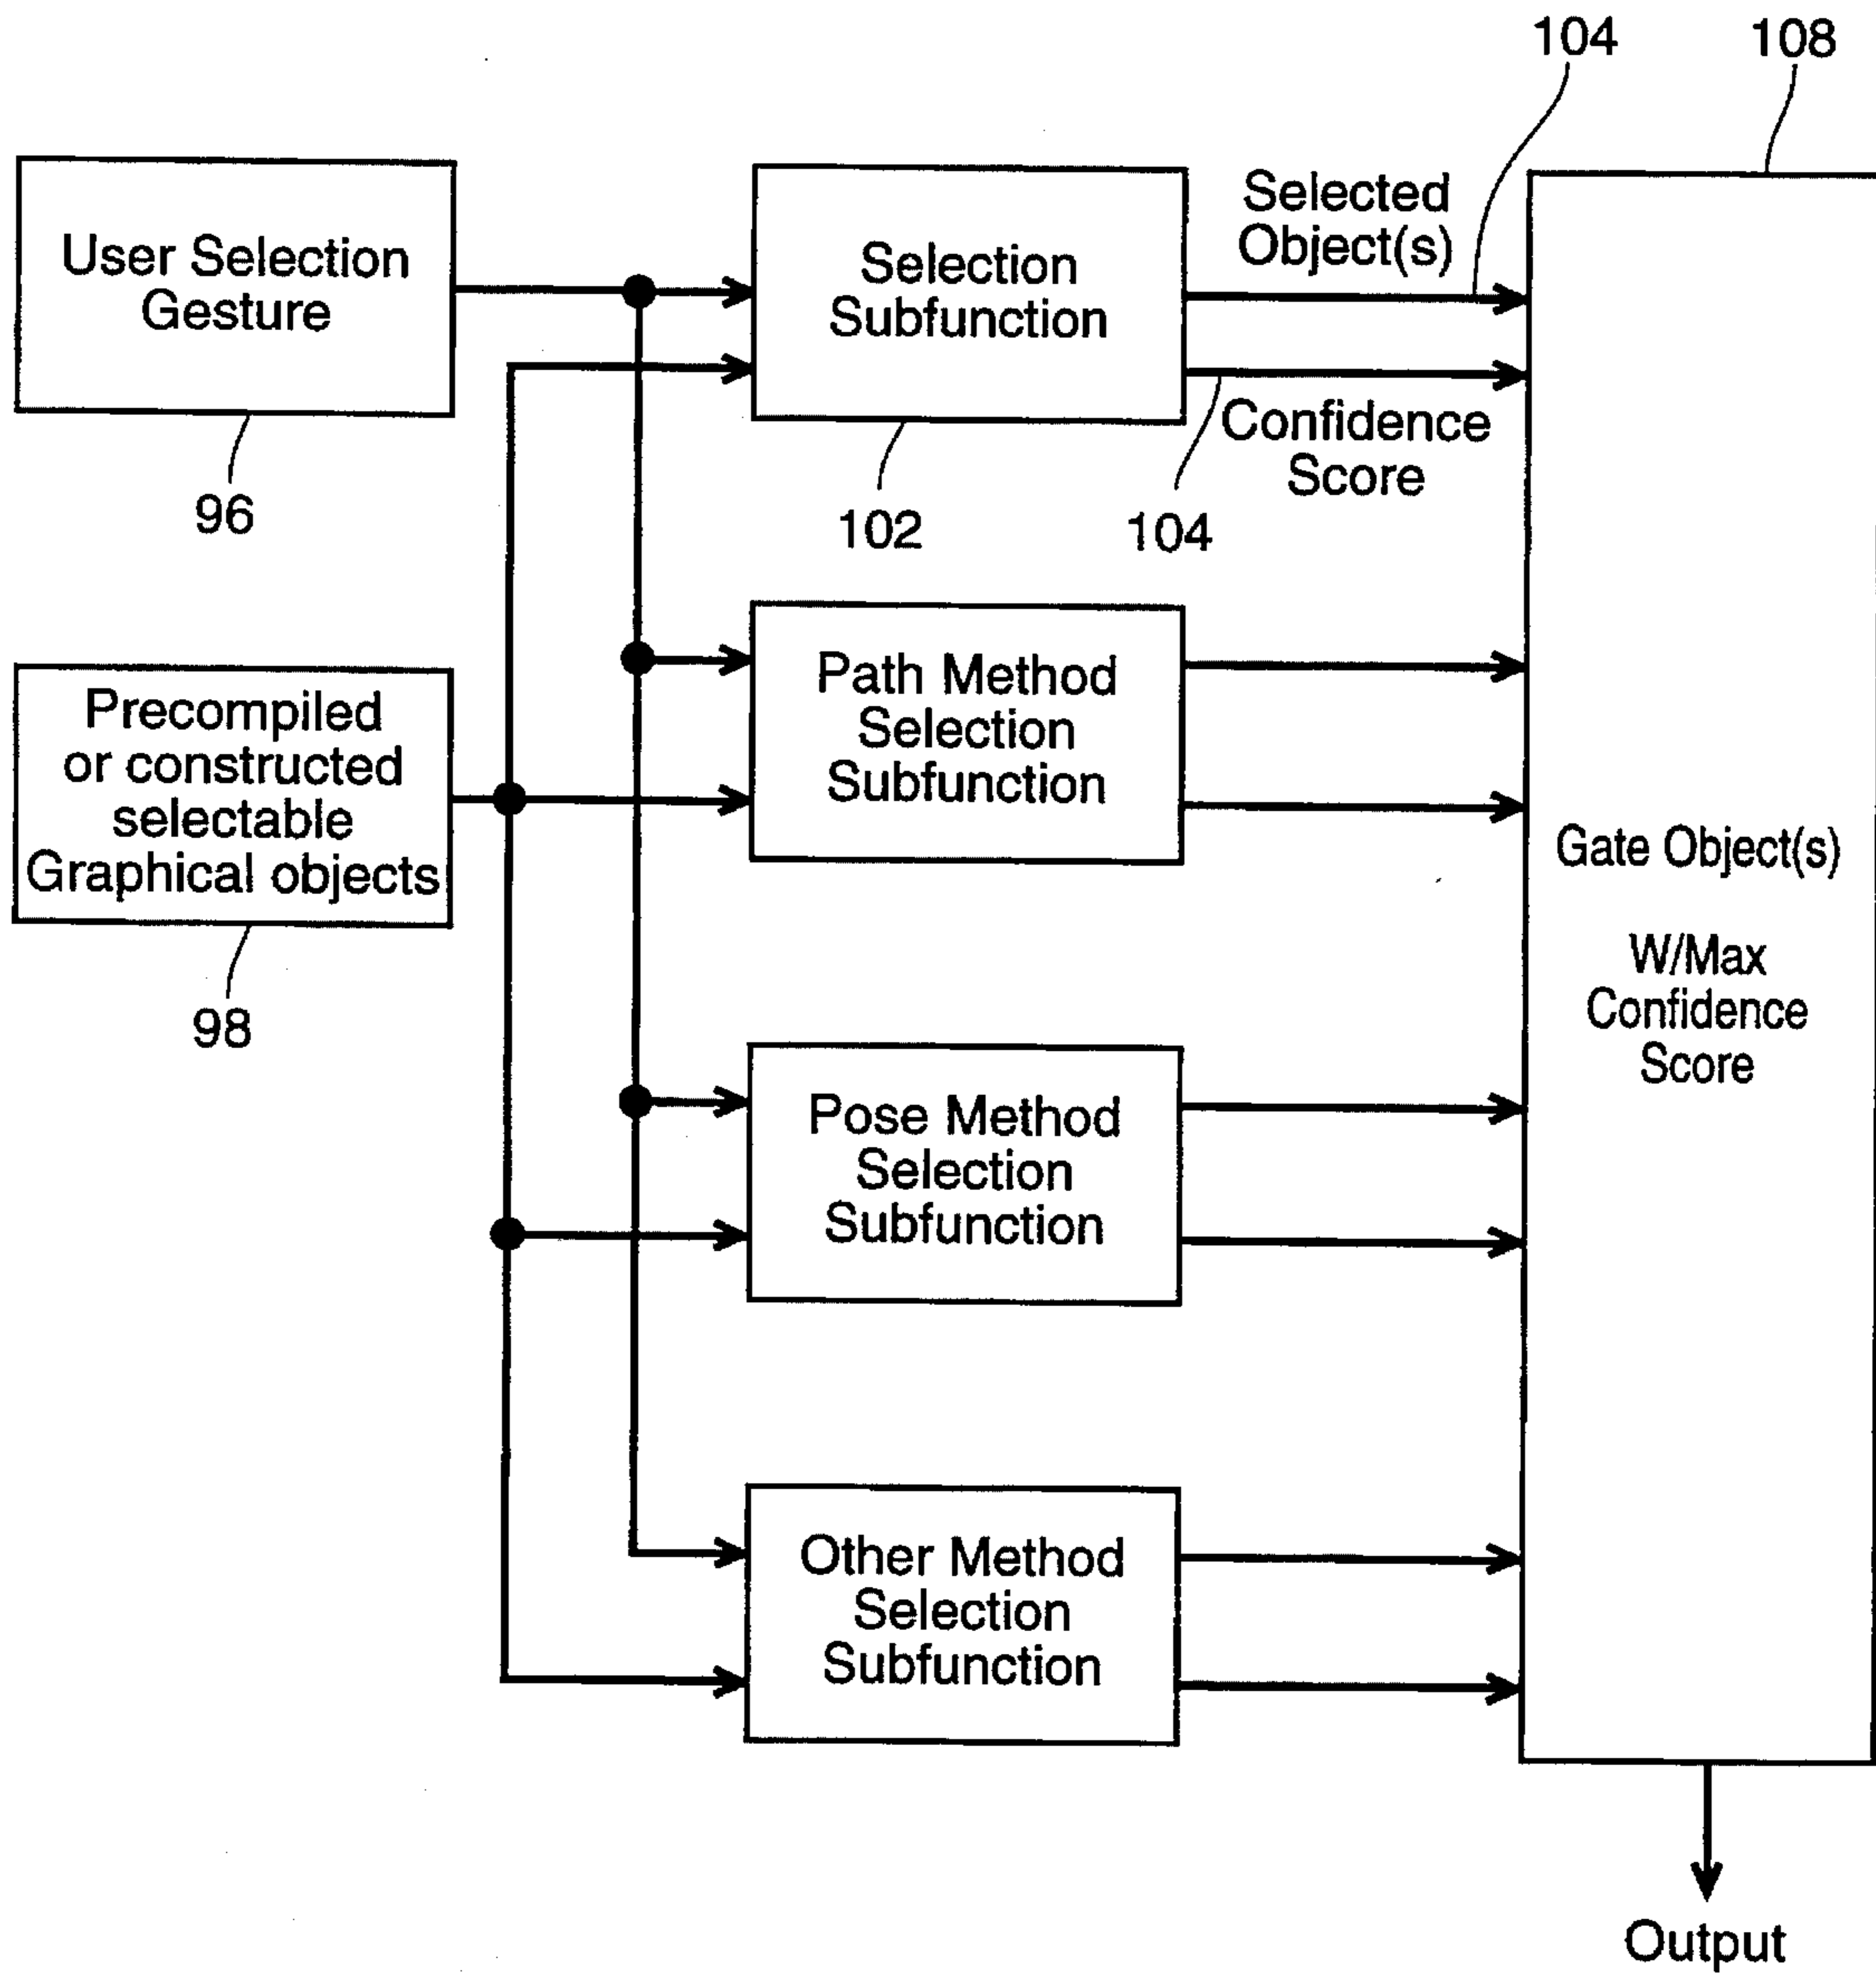 104
108
User Selection
Gesture
96
Selection
Subfunction
102
Selected
Object(s)
Confidence
Score
104
Precompiled
or constructed
selectable
Graphical objects
98
Path Method
Selection
Subfunction
Pose Method
Selection
Subfunction
Other Method
Selection
Subfunction
Gate Object(s)
W/Max
Confidence
Score
Output